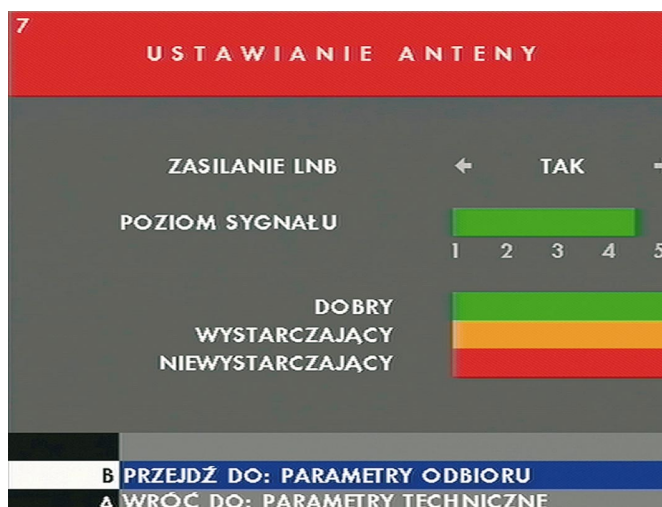 7
USTAWIANIE ANTENY
ZASILANIE LNB TAK
POZIOM SYGNAŁU
1 2 3 4 5
DOBRY
WYSTARCZAJĄCY
NIEWYSTARCZAJĄCY
B PRZEJDŹ DO: PARAMETRY ODBIORU
A WRÓĆ DO: PARAMETRY TECHNICZNE